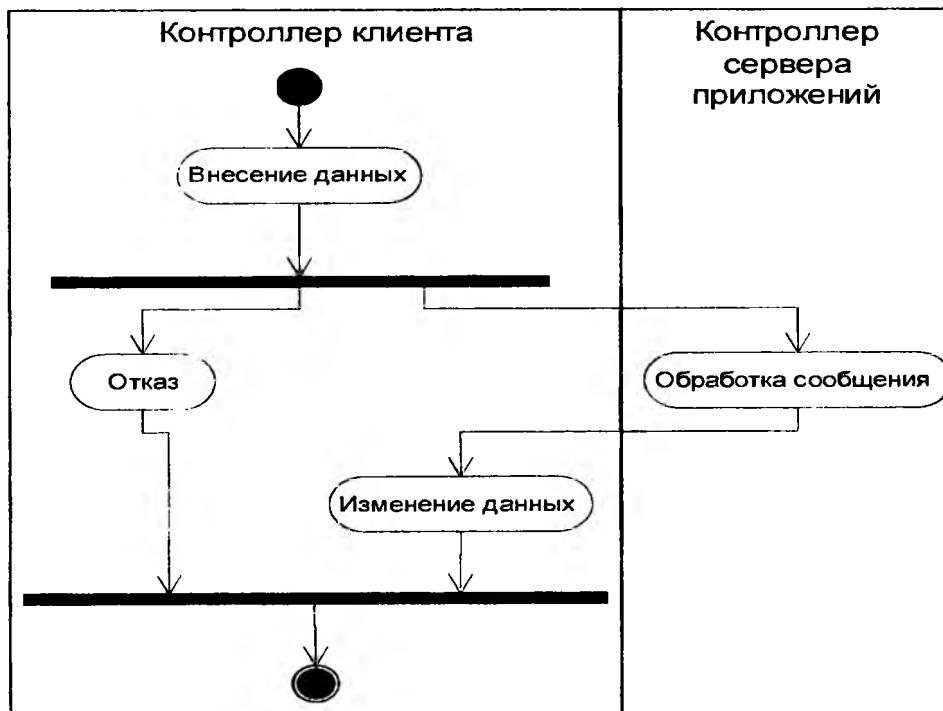 Контроллер клиента
Контроллер
сервера
приложений
Внесение данных
Отказ
Обработка сообщения
Изменение данных